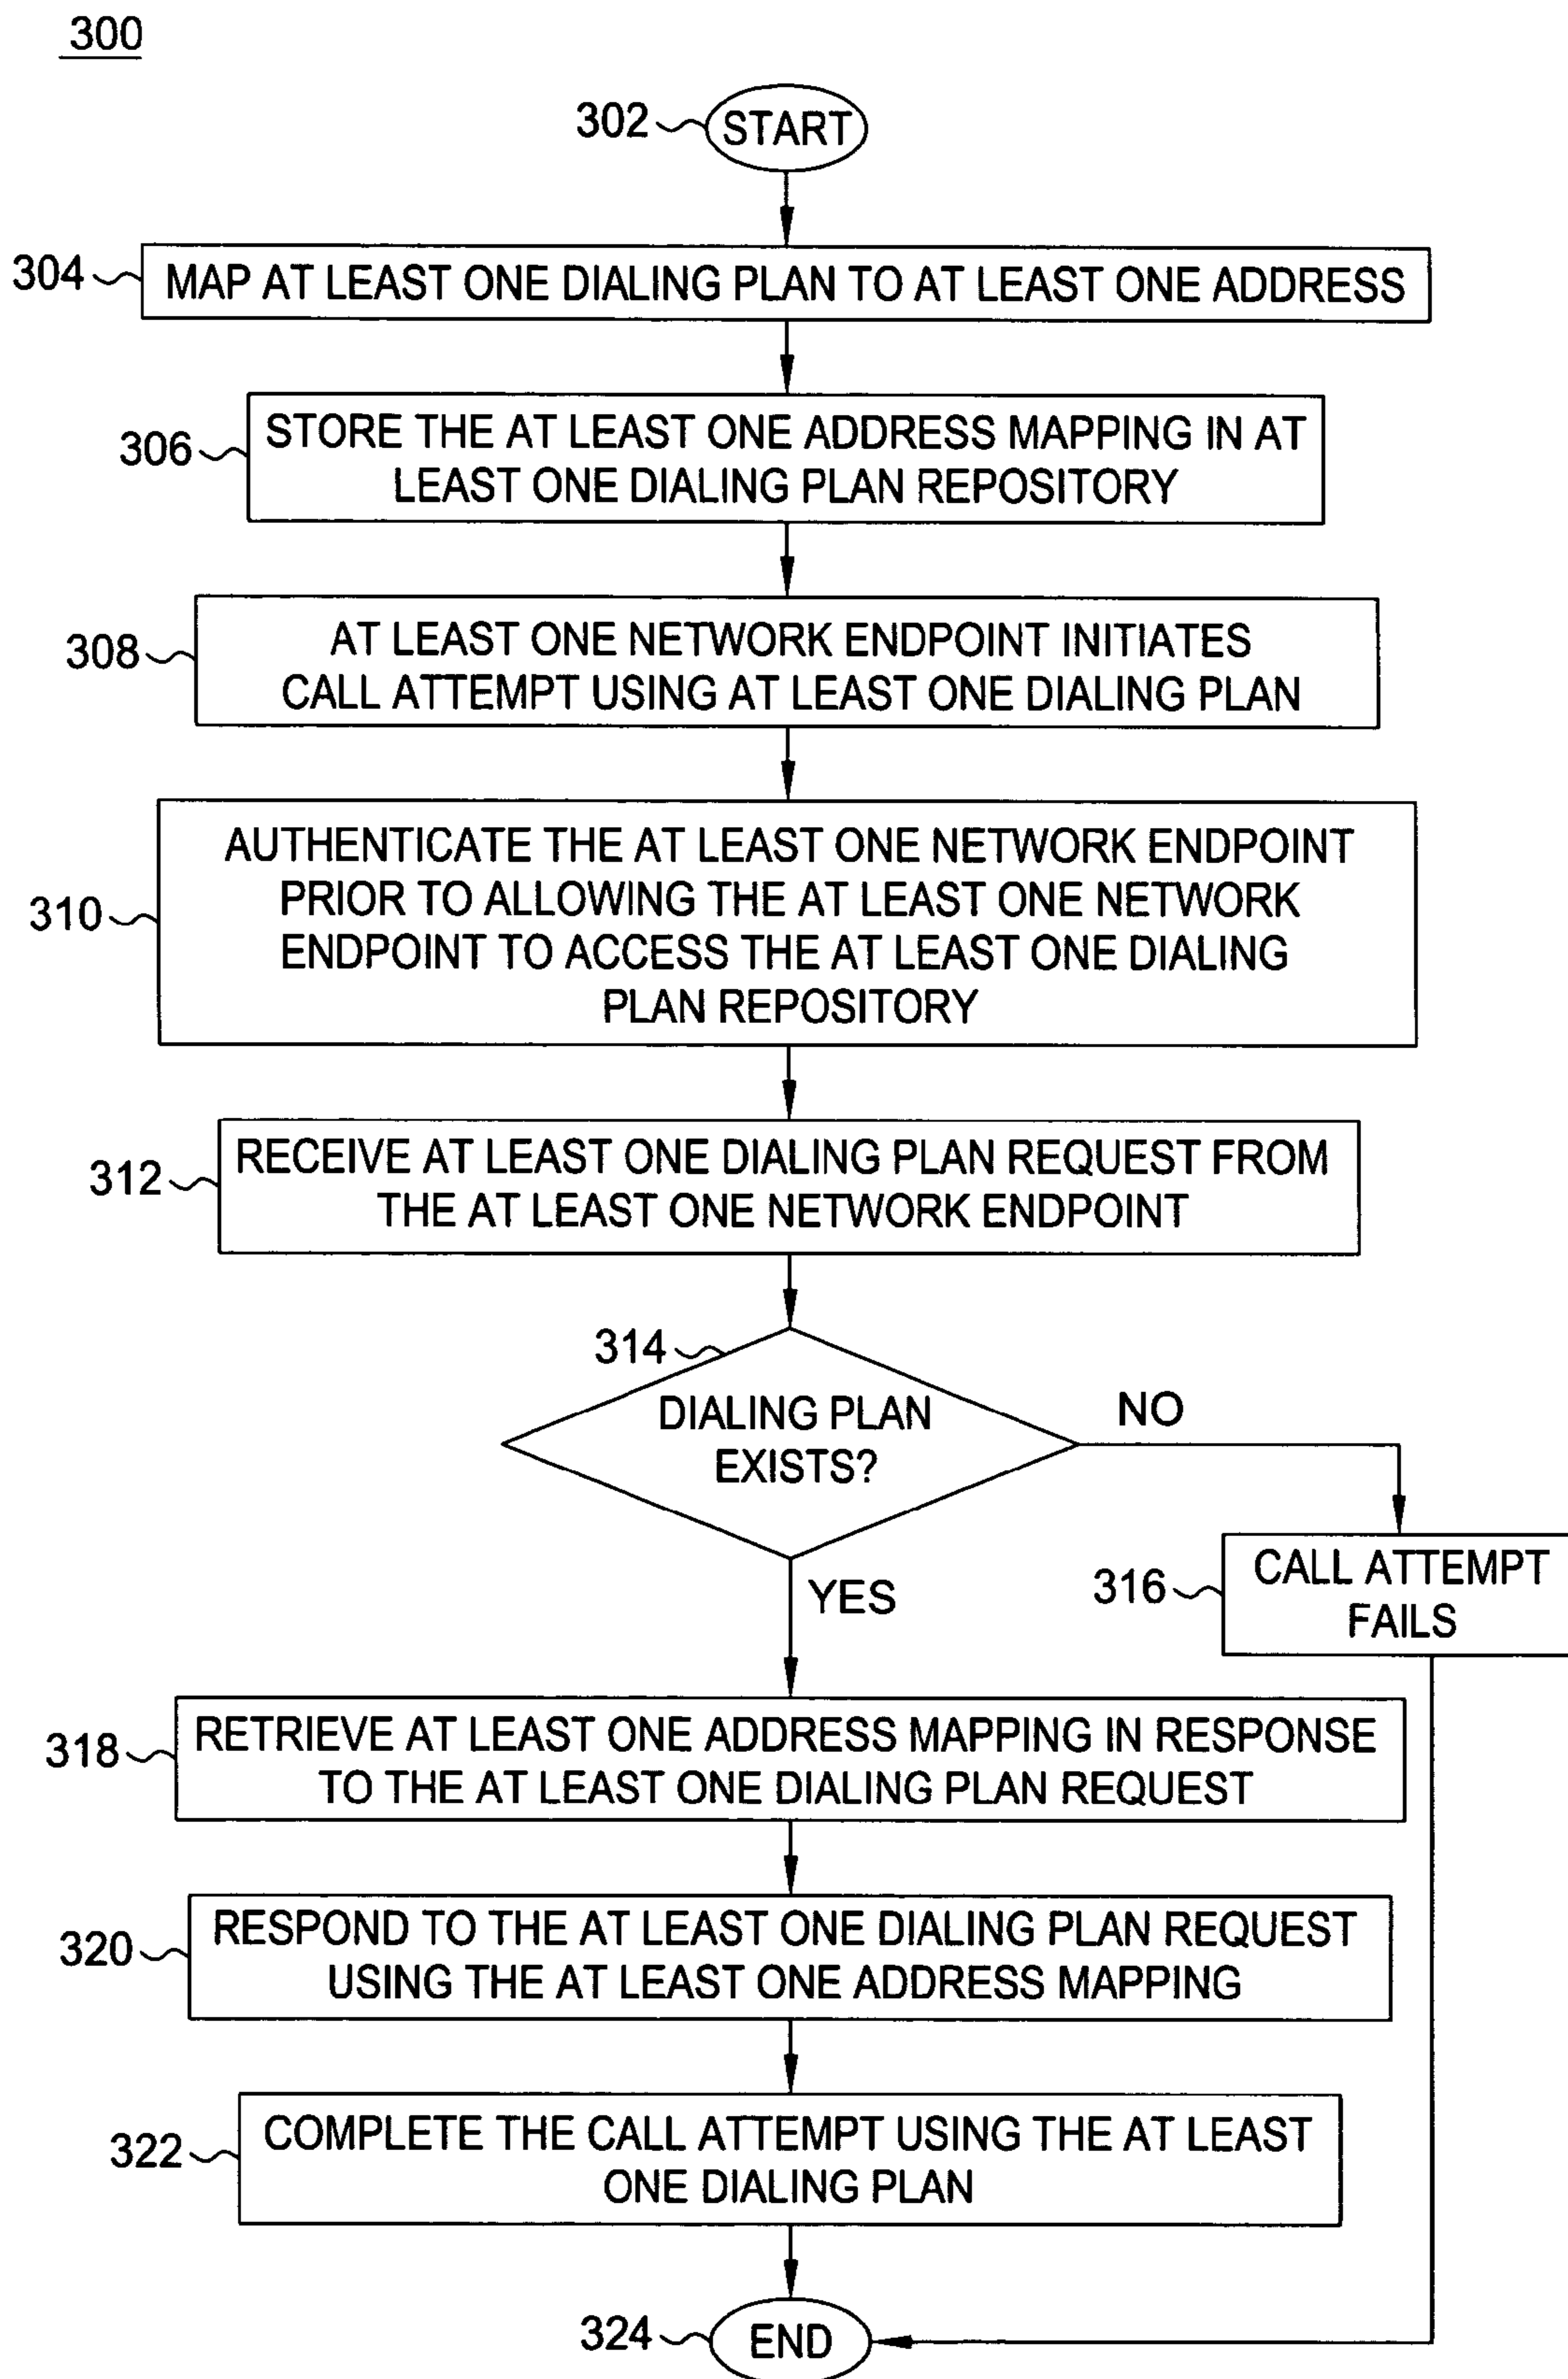 300
302
START
304
MAP AT LEAST ONE DIALING PLAN TO AT LEAST ONE ADDRESS
306
STORE THE AT LEAST ONE ADDRESS MAPPING IN AT
LEAST ONE DIALING PLAN REPOSITORY
308
AT LEAST ONE NETWORK ENDPOINT INITIATES
CALL ATTEMPT USING AT LEAST ONE DIALING PLAN
310
AUTHENTICATE THE AT LEAST ONE NETWORK ENDPOINT
PRIOR TO ALLOWING THE AT LEAST ONE NETWORK
ENDPOINT TO ACCESS THE AT LEAST ONE DIALING
PLAN REPOSITORY
312
RECEIVE AT LEAST ONE DIALING PLAN REQUEST FROM
THE AT LEAST ONE NETWORK ENDPOINT
314
DIALING PLAN
EXISTS?
NO
316
CALL ATTEMPT
FAILS
YES
318
RETRIEVE AT LEAST ONE ADDRESS MAPPING IN RESPONSE
TO THE AT LEAST ONE DIALING PLAN REQUEST
320
RESPOND TO THE AT LEAST ONE DIALING PLAN REQUEST
USING THE AT LEAST ONE ADDRESS MAPPING
322
COMPLETE THE CALL ATTEMPT USING THE AT LEAST
ONE DIALING PLAN
324
END